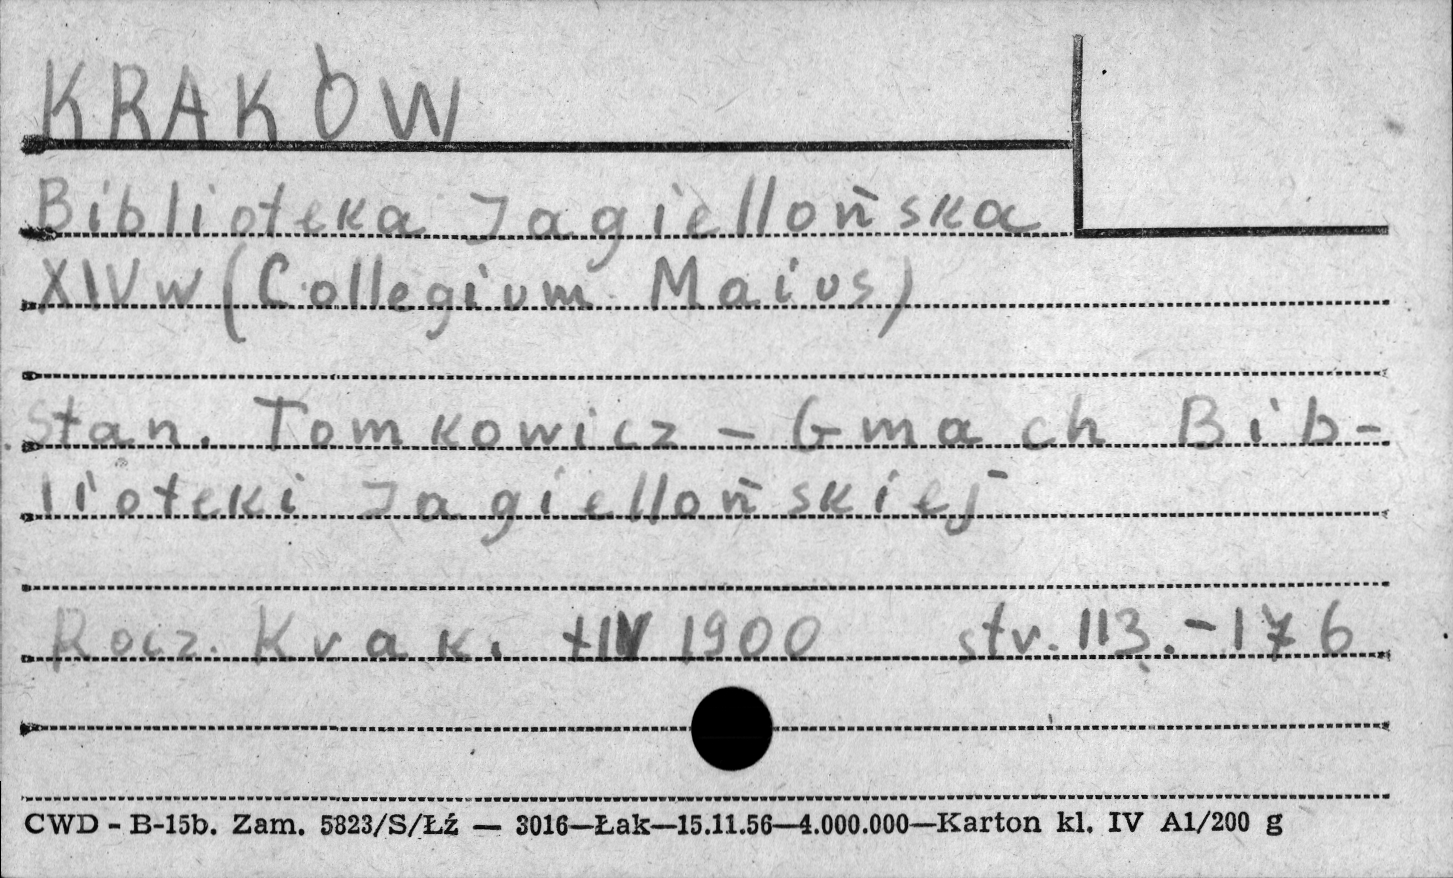 KRAKÓW
Biblioteka Jagiellońska
XIV w (Collegium Maius)
Stan. Tomkowicz - Gmach Bib-
lioteki Jagiellońskiej
Rocz. Krak. t IV 1900 str. 113.-176
CWD - B-15b. Zam. 5823/S/Łź — 3016—Łak—15.11.56—4.000.000—Karton kl. IV A1/200 g